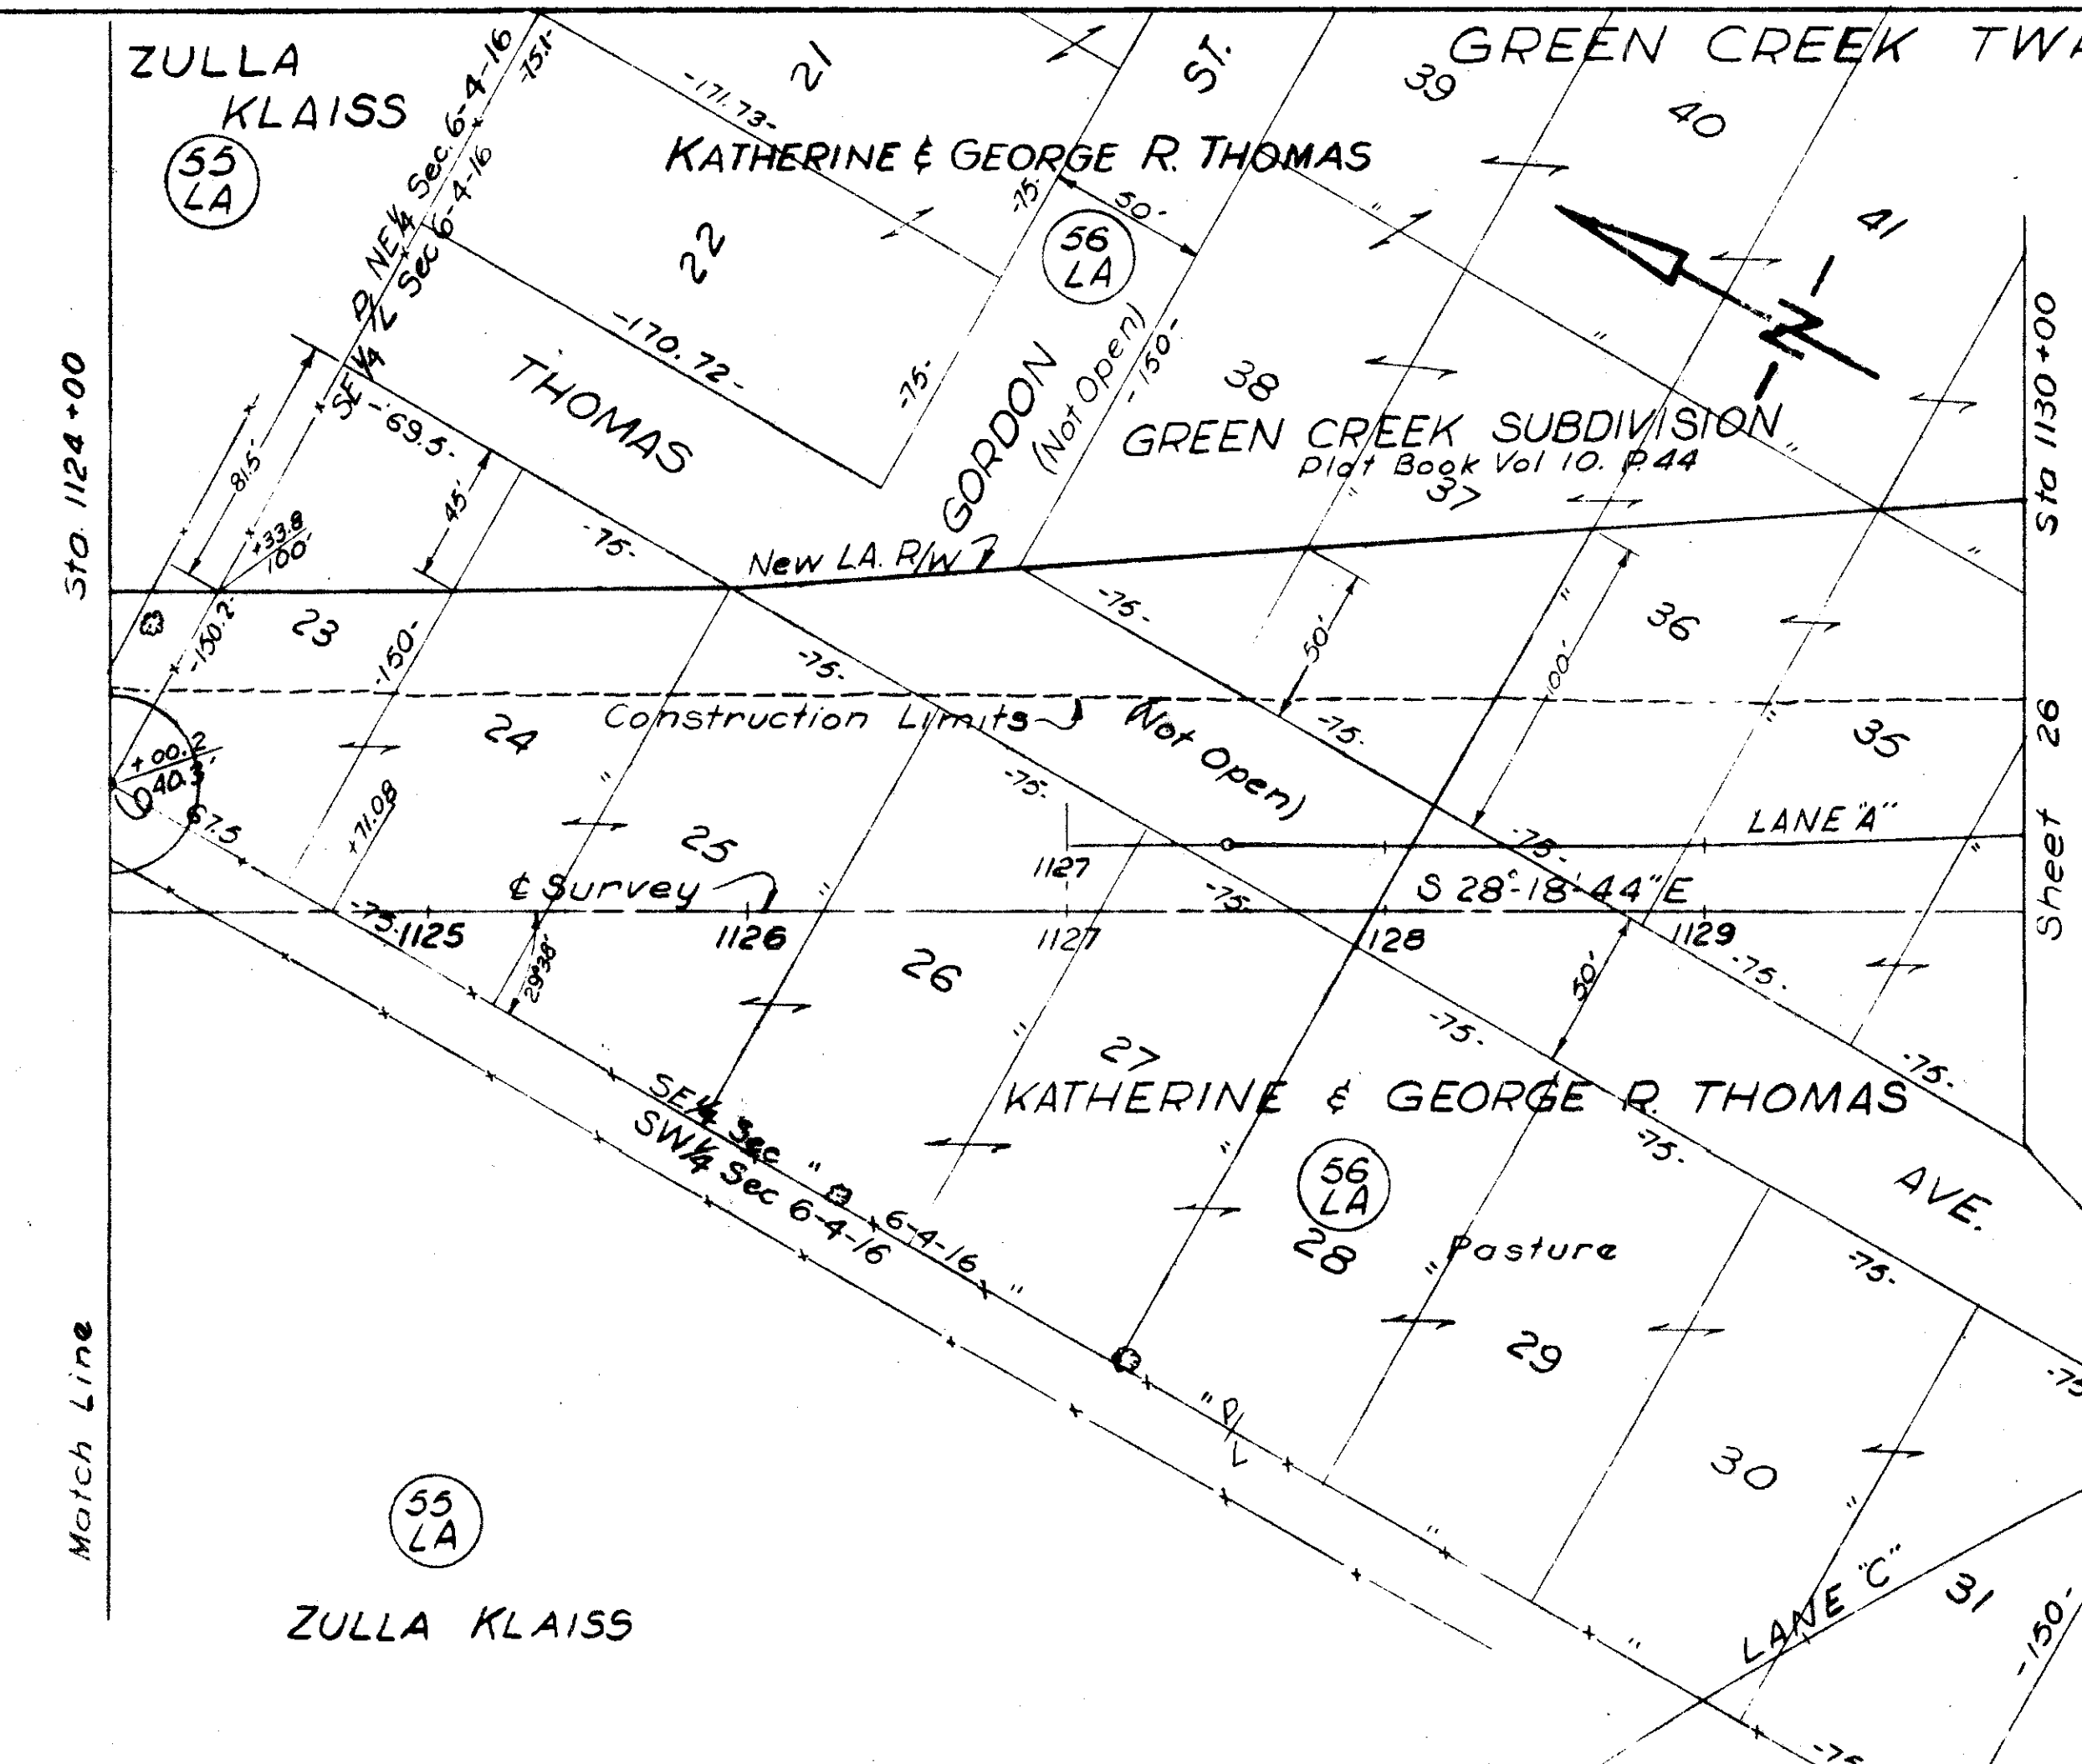 ZULLA
KLAISS
55
LA
NE¼ Sec. 6-4-16
P/L
SE¼ Sec 6-4-16
-75.1-
21
-171.73-
KATHERINE & GEORGE R. THOMAS
22
-170.72-
-75-
-75-
56
LA
50'
GORDON ST.
(Not Open)
-150-
GREEN CREEK TW
39
40
41
N
38
GREEN CREEK SUBDIVISION
Plat Book Vol 10. P.44
37
THOMAS
-69.5-
-75-
45'
81.5'
+33.8
100'
Sta. 1124+00
Sta 1130+00
New L.A. R/W
23
-150.2-
-150-
-75-
-75-
50'
100'
36
35
24
Construction Limits
(Not Open)
-75-
+00.2
40.3'
67.5
+71.08
25
-75-
LANE "A"
1127
-75-
℄ Survey
-75-
S 28°-18'-44" E
-75-
1125
1126
1127
1128
1129
Sheet 26
29°38'
26
50'
-75-
-75-
-75-
27
KATHERINE & GEORGE R. THOMAS
SE¼ Sec " 6-4-16 "
SW¼ Sec 6-4-16
56
LA
-75-
AVE.
28
Pasture
-75-
29
-75
" P/L
30
Match Line
55
LA
ZULLA KLAISS
LANE "C"
31
-150-
-75